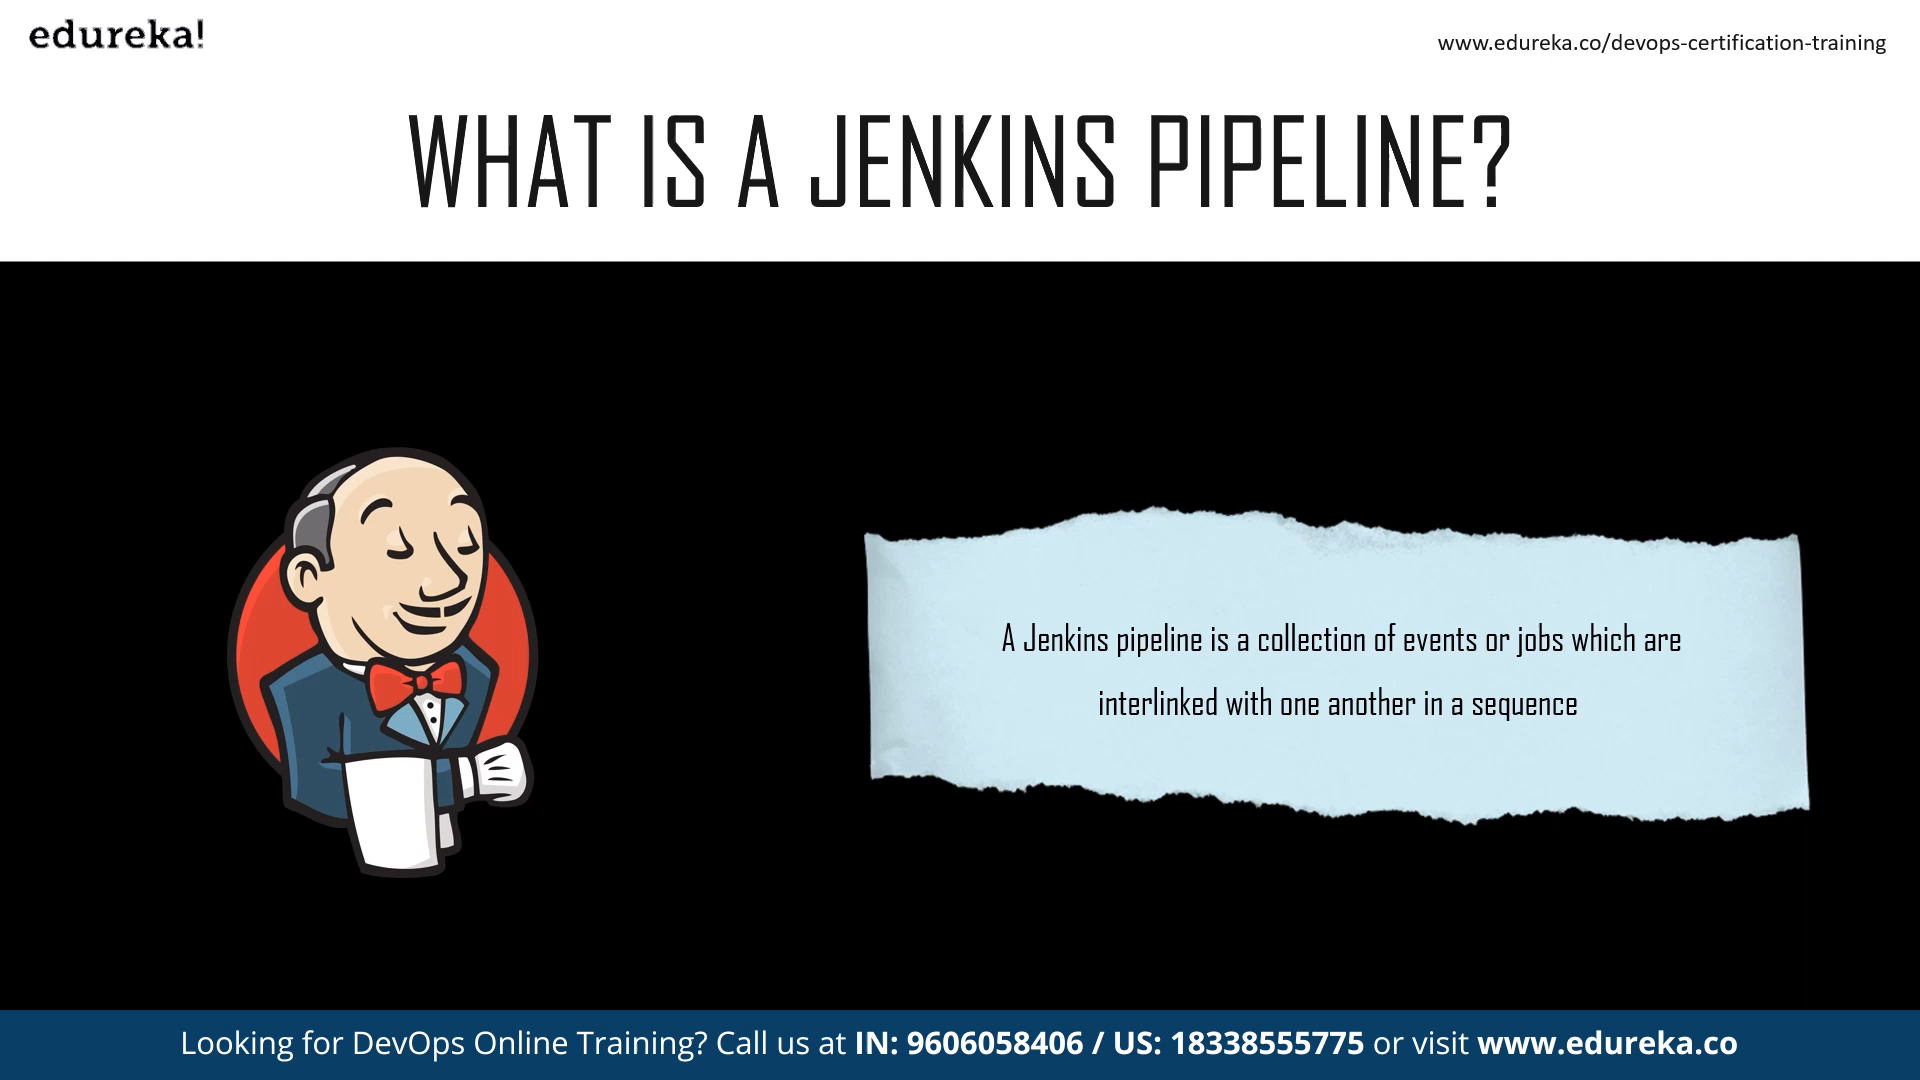 edureka!
www.edureka.co/devops-certification-training
WHAT IS A JENKINS PIPELINE?
A Jenkins pipeline is a collection of events or jobs which are
interlinked with one another in a sequence
Looking for DevOps Online Training? Call us at IN: 9606058406 / US: 18338555775 or visit www.edureka.co